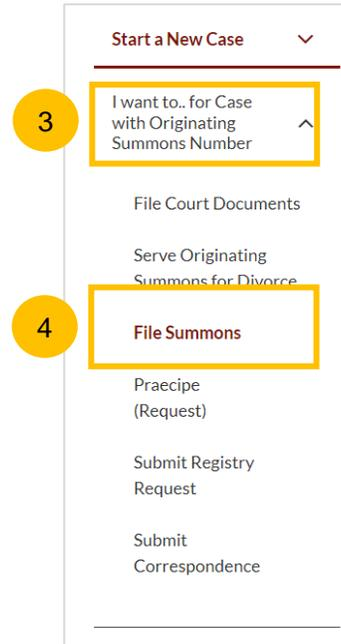 Start a New Case
3
I want to.. for Case
with Originating
Summons Number
File Court Documents
Serve Originating
Summons for Divorce
4
File Summons
Praecipe
(Request)
Submit Registry
Request
Submit
Correspondence